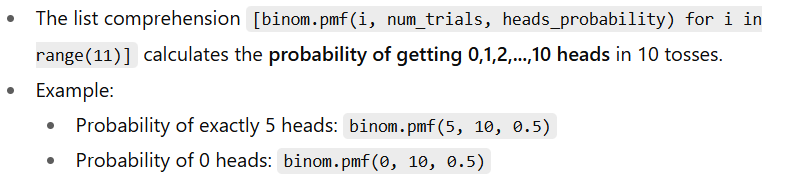 The list comprehension [binom.pmf(i, num_trials, heads_probability) for i in
range(11)] calculates the probability of getting 0,1,2,...,10 heads in 10 tosses.
Example:
Probability of exactly 5 heads: binom.pmf(5, 10, 0.5)
Probability of 0 heads: binom.pmf(0, 10, 0.5)